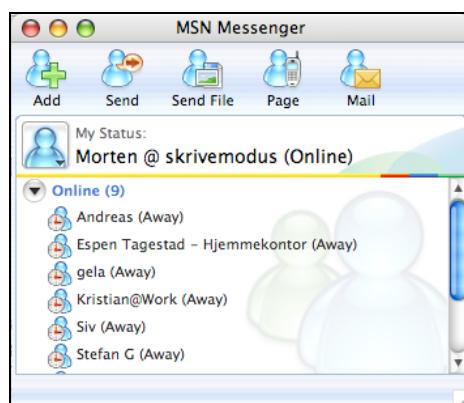 MSN Messenger
Add Send Send File Page Mail
My Status:
Morten @ skrivemodus (Online)
Online (9)
Andreas (Away)
Espen Tagestad - Hjemmekontor (Away)
gela (Away)
Kristian@Work (Away)
Siv (Away)
Stefan G (Away)